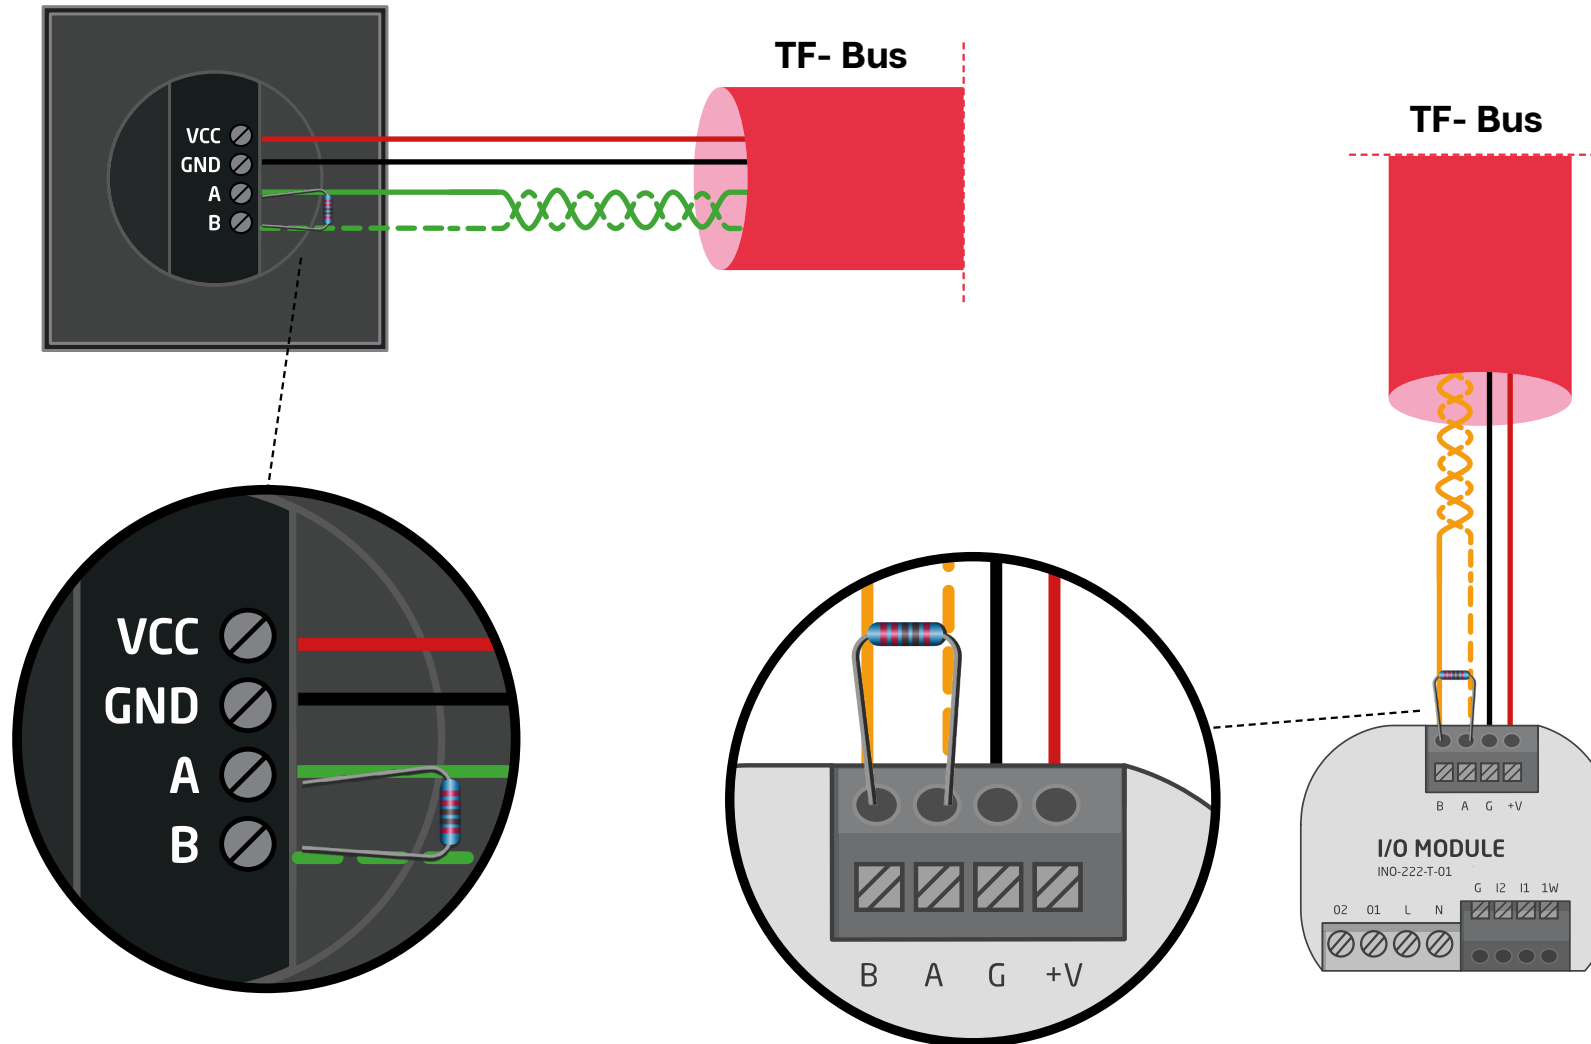 TF- Bus
VCC
GND
A
B
TF- Bus
VCC
GND
A
B
B A G +V
B A G +V
I/O MODULE
INO-222-T-01
G I2 I1 1W
O2 O1 L N